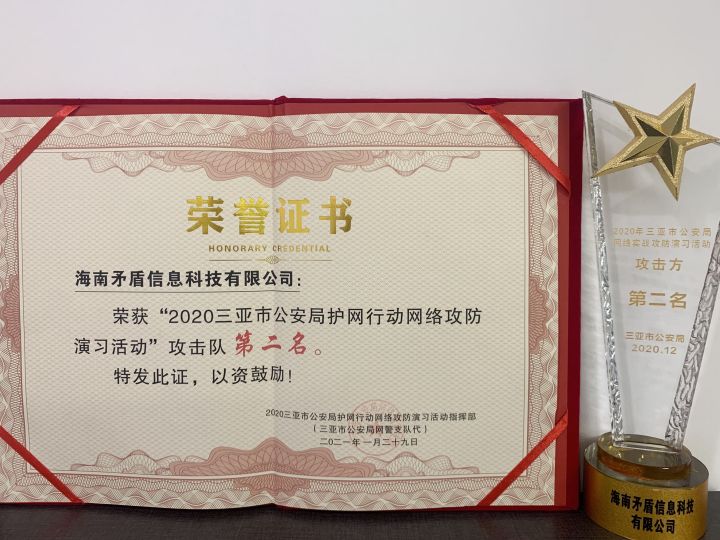 荣誉证书
HONORARY CREDENTIAL
海南矛盾信息科技有限公司：
荣获“2020三亚市公安局护网行动网络攻防
演习活动”攻击队 第二名。
特发此证，以资鼓励！
2020三亚市公安局护网行动网络攻防演习活动指挥部
（三亚市公安局网警支队代）
二〇二一年一月二十九日
2020年三亚市公安局
网络实战攻防演习活动
攻击方
第二名
三亚市公安局
2020.12
海南矛盾信息科技
有限公司